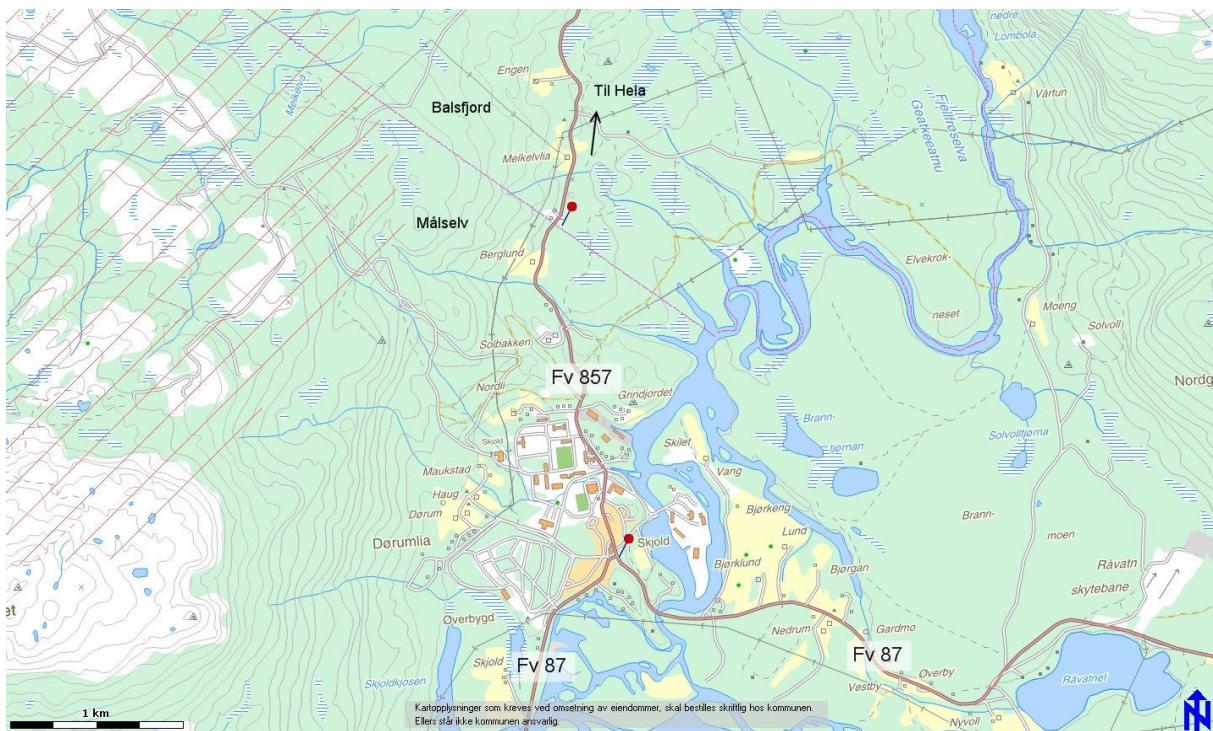 nedre
Lombola
Engen
Melkelva
Til Heia
Vårtun
Balsfjord
Fjellfrøselva
Geatkeeatnu
Melkelvlia
Målselv
Berglund
Elvekrok-
neset
Moeng
Solvoll
Solbakken
Fv 857
Nordli
Grindjordet
Nordg
Brann-
tjørnan
Solvolltjørna
Skjold
Skilet
Maukstad
Vang
Haug
Bjørkeng
Dørum
Lund
Brann-
moen
Dørumlia
Skjold
Bjørklund
Bjørgan
Råvatn
skytebane
et
Øverbygd
Nedrum
Gardmo
Skjold
Fv 87
Fv 87
Øverby
Råvatnet
Skjoldkjosen
Vestby
Nyvoll
1 km
Kartopplysninger som kreves ved omsetning av eiendommer, skal bestilles skriftlig hos kommunen.
Ellers står ikke kommunen ansvarlig.
N